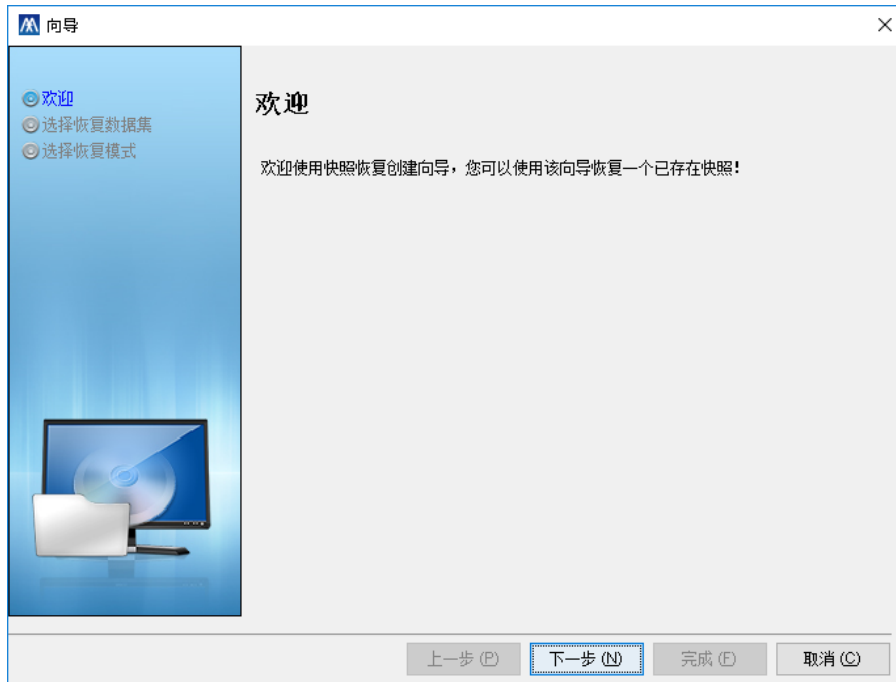 向导
欢迎
选择恢复数据集
选择恢复模式
欢迎
欢迎使用快照恢复创建向导，您可以使用该向导恢复一个已存在快照！
上一步(P) 下一步(N) 完成(F) 取消(C)